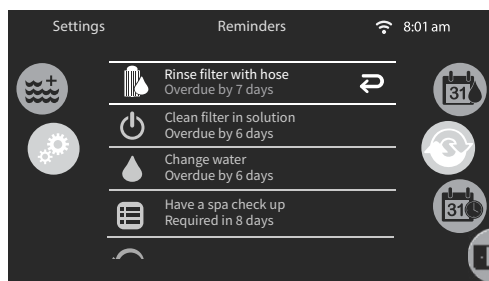 Settings
Reminders
8:01 am
Rinse filter with hose
Overdue by 7 days
Clean filter in solution
Overdue by 6 days
Change water
Overdue by 6 days
Have a spa check up
Required in 8 days
31
31